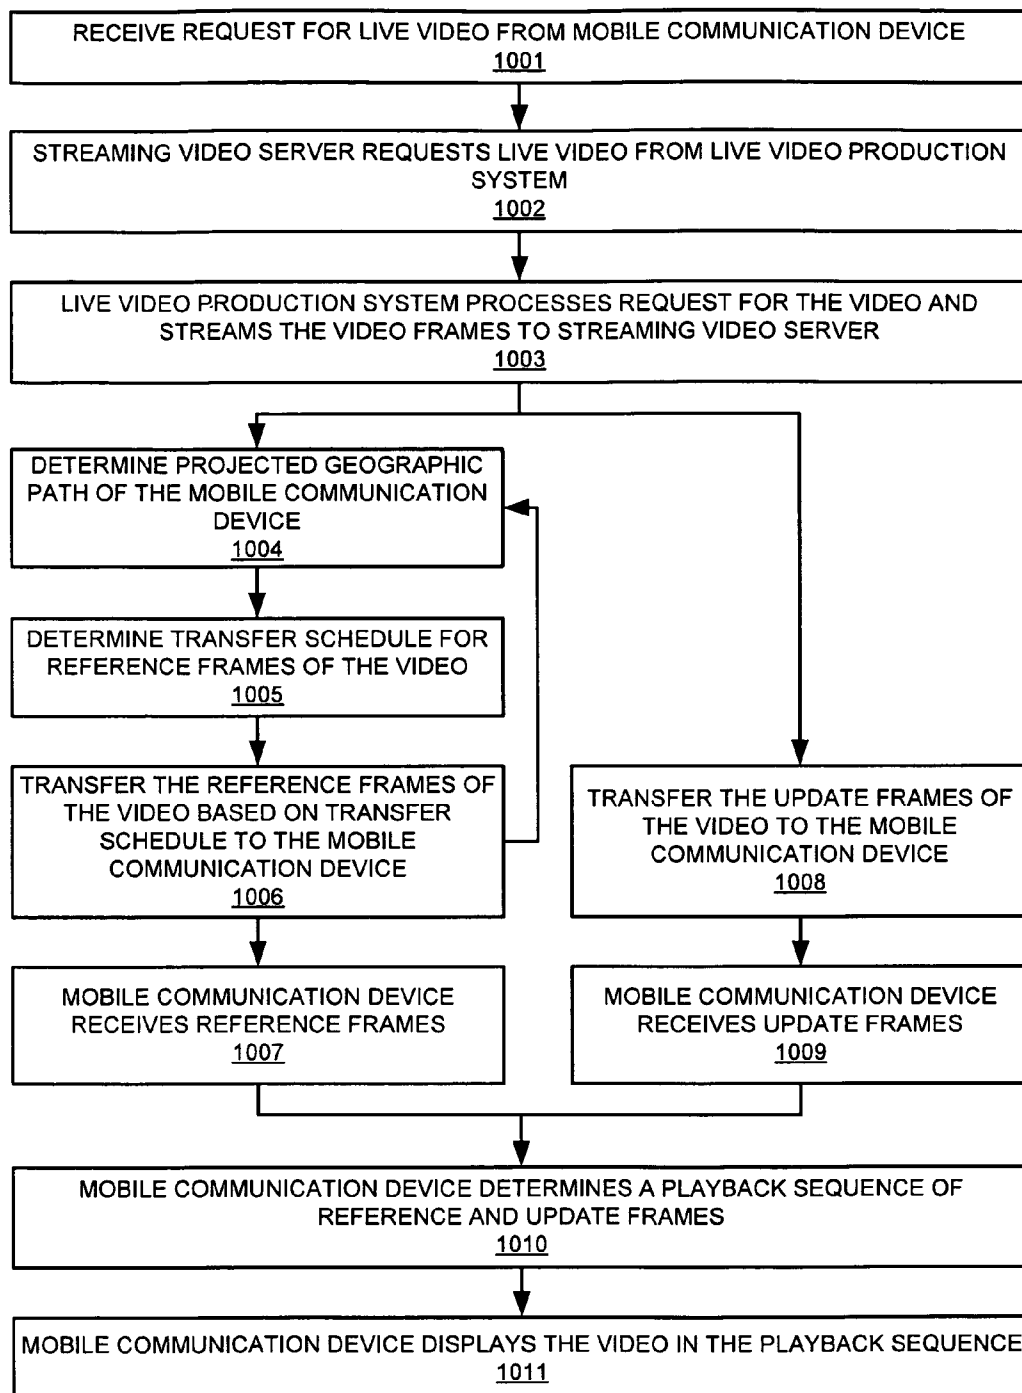 RECEIVE REQUEST FOR LIVE VIDEO FROM MOBILE COMMUNICATION DEVICE
1001
STREAMING VIDEO SERVER REQUESTS LIVE VIDEO FROM LIVE VIDEO PRODUCTION
SYSTEM
1002
LIVE VIDEO PRODUCTION SYSTEM PROCESSES REQUEST FOR THE VIDEO AND
STREAMS THE VIDEO FRAMES TO STREAMING VIDEO SERVER
1003
DETERMINE PROJECTED GEOGRAPHIC
PATH OF THE MOBILE COMMUNICATION
DEVICE
1004
DETERMINE TRANSFER SCHEDULE FOR
REFERENCE FRAMES OF THE VIDEO
1005
TRANSFER THE REFERENCE FRAMES OF
THE VIDEO BASED ON TRANSFER
SCHEDULE TO THE MOBILE
COMMUNICATION DEVICE
1006
TRANSFER THE UPDATE FRAMES OF
THE VIDEO TO THE MOBILE
COMMUNICATION DEVICE
1008
MOBILE COMMUNICATION DEVICE
RECEIVES REFERENCE FRAMES
1007
MOBILE COMMUNICATION DEVICE
RECEIVES UPDATE FRAMES
1009
MOBILE COMMUNICATION DEVICE DETERMINES A PLAYBACK SEQUENCE OF
REFERENCE AND UPDATE FRAMES
1010
MOBILE COMMUNICATION DEVICE DISPLAYS THE VIDEO IN THE PLAYBACK SEQUENCE
1011